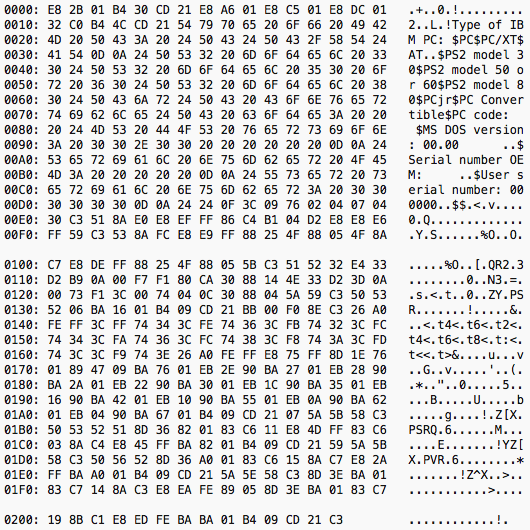 0000: E8 2B 01 B4 30 CD 21 E8 A6 01 E8 C5 01 E8 DC 01   .+..0.!.........
0010: 32 C0 B4 4C CD 21 54 79 70 65 20 6F 66 20 49 42   2..L.!Type of IB
0020: 4D 20 50 43 3A 20 24 50 43 24 50 43 2F 58 54 24   M PC: $PC$PC/XT$
0030: 41 54 0D 0A 24 50 53 32 20 6D 6F 64 65 6C 20 33   AT..$PS2 model 3
0040: 30 24 50 53 32 20 6D 6F 64 65 6C 20 35 30 20 6F   0$PS2 model 50 o
0050: 72 20 36 30 24 50 53 32 20 6D 6F 64 65 6C 20 38   r 60$PS2 model 8
0060: 30 24 50 43 6A 72 24 50 43 20 43 6F 6E 76 65 72   0$PCjr$PC Conver
0070: 74 69 62 6C 65 24 50 43 20 63 6F 64 65 3A 20 20   tible$PC code:
0080: 20 24 4D 53 20 44 4F 53 20 76 65 72 73 69 6F 6E    $MS DOS version
0090: 3A 20 30 30 2E 30 30 20 20 20 20 20 20 0D 0A 24   : 00.00      ..$
00A0: 53 65 72 69 61 6C 20 6E 75 6D 62 65 72 20 4F 45   Serial number OE
00B0: 4D 3A 20 20 20 20 20 0D 0A 24 55 73 65 72 20 73   M:     ..$User s
00C0: 65 72 69 61 6C 20 6E 75 6D 62 65 72 3A 20 30 30   erial number: 00
00D0: 30 30 30 30 0D 0A 24 24 0F 3C 09 76 02 04 07 04   0000..$$.<.v....
00E0: 30 C3 51 8A E0 E8 EF FF 86 C4 B1 04 D2 E8 E8 E6   0.Q.............
00F0: FF 59 C3 53 8A FC E8 E9 FF 88 25 4F 88 05 4F 8A   .Y.S......%O..O.
0100: C7 E8 DE FF 88 25 4F 88 05 5B C3 51 52 32 E4 33   .....%O..[.QR2.3
0110: D2 B9 0A 00 F7 F1 80 CA 30 88 14 4E 33 D2 3D 0A   ........0..N3.=.
0120: 00 73 F1 3C 00 74 04 0C 30 88 04 5A 59 C3 50 53   .s.<.t..0..ZY.PS
0130: 52 06 BA 16 01 B4 09 CD 21 BB 00 F0 8E C3 26 A0   R.......!.....&.
0140: FE FF 3C FF 74 34 3C FE 74 36 3C FB 74 32 3C FC   ..<.t4<.t6<.t2<.
0150: 74 34 3C FA 74 36 3C FC 74 38 3C F8 74 3A 3C FD   t4<.t6<.t8<.t:<.
0160: 74 3C 3C F9 74 3E 26 A0 FE FF E8 75 FF 8D 1E 76   t<<.t>&....u...v
0170: 01 89 47 09 BA 76 01 EB 2E 90 BA 27 01 EB 28 90   ..G..v.....'..(.
0180: BA 2A 01 EB 22 90 BA 30 01 EB 1C 90 BA 35 01 EB   .*.."..0.....5..
0190: 16 90 BA 42 01 EB 10 90 BA 55 01 EB 0A 90 BA 62   ...B.....U.....b
01A0: 01 EB 04 90 BA 67 01 B4 09 CD 21 07 5A 5B 58 C3   .....g....!.Z[X.
01B0: 50 53 52 51 8D 36 82 01 83 C6 11 E8 4D FF 83 C6   PSRQ.6......M...
01C0: 03 8A C4 E8 45 FF BA 82 01 B4 09 CD 21 59 5A 5B   ....E.......!YZ[
01D0: 58 C3 50 56 52 8D 36 A0 01 83 C6 15 8A C7 E8 2A   X.PVR.6........*
01E0: FF BA A0 01 B4 09 CD 21 5A 5E 58 C3 8D 3E BA 01   .......!Z^X..>..
01F0: 83 C7 14 8A C3 E8 EA FE 89 05 8D 3E BA 01 83 C7   ...........>....
0200: 19 8B C1 E8 ED FE BA BA 01 B4 09 CD 21 C3         ............!.